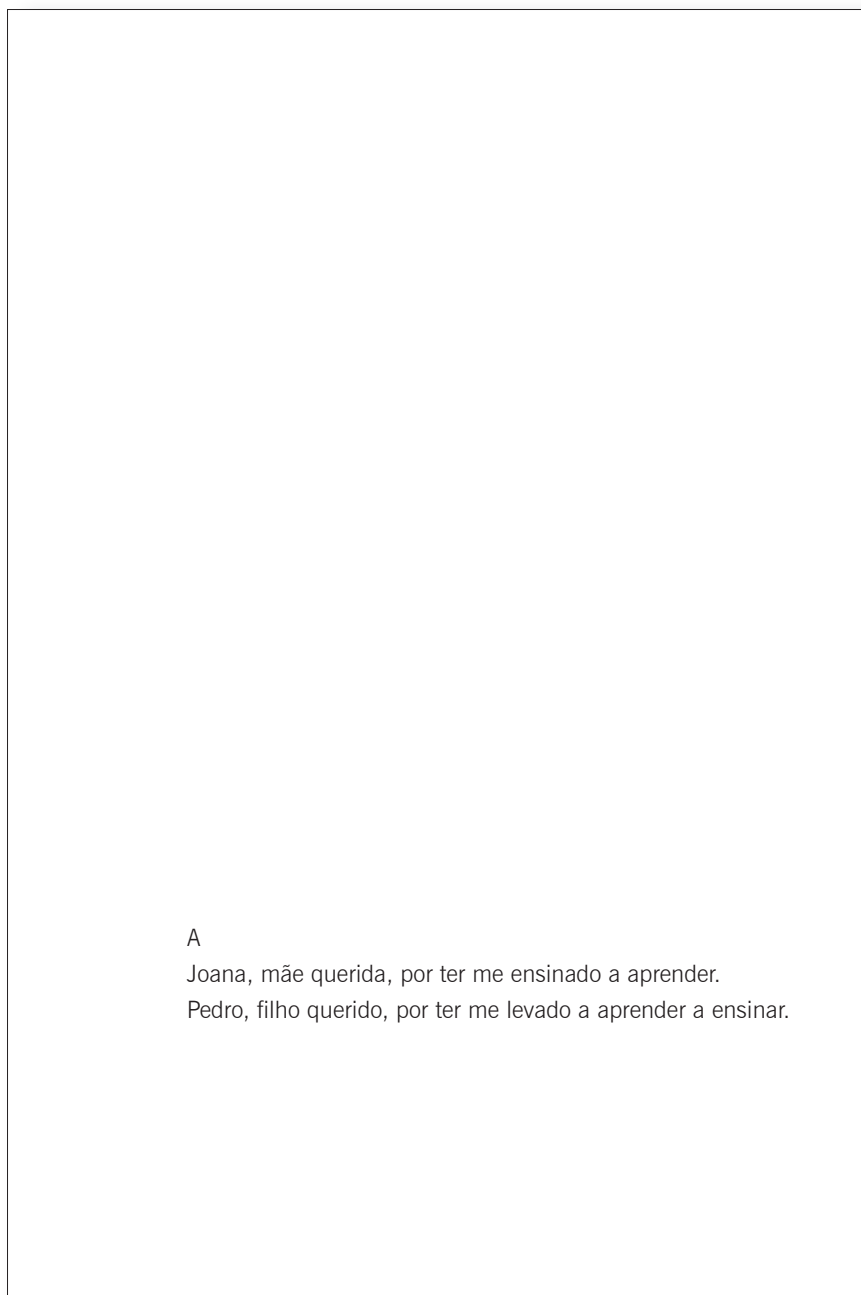 A
Joana, mãe querida, por ter me ensinado a aprender.
Pedro, filho querido, por ter me levado a aprender a ensinar.